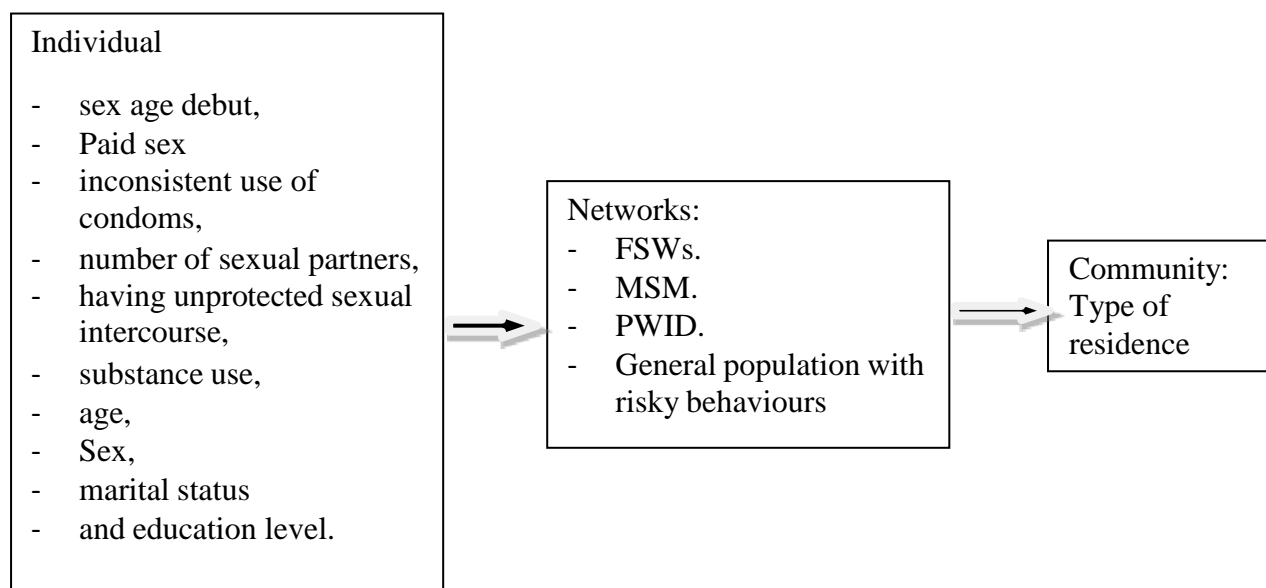 Individual
- sex age debut,
- Paid sex
- inconsistent use of
condoms,
- number of sexual partners,
- having unprotected sexual
intercourse,
- substance use,
- age,
- Sex,
- marital status
- and education level.
Networks:
- FSWs.
- MSM.
- PWID.
- General population with
risky behaviours
Community:
Type of
residence